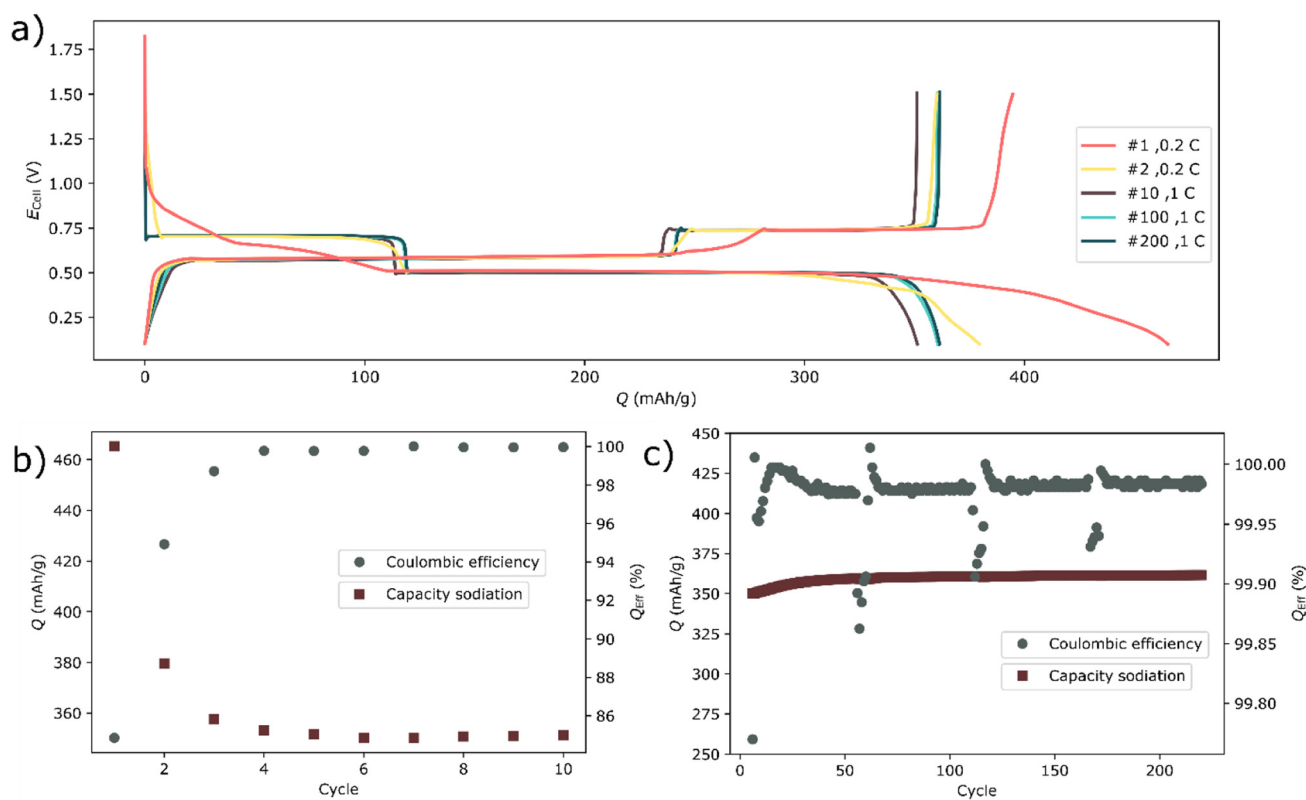 a)
1.75
1.50
1.25
1.00
0.75
0.50
0.25
E_Cell (V)
0
100
200
300
400
Q (mAh/g)
#1 ,0.2 C
#2 ,0.2 C
#10 ,1 C
#100 ,1 C
#200 ,1 C
b)
460
440
420
400
380
360
Q (mAh/g)
100
98
96
94
92
90
88
86
Q_Eff (%)
Coulombic efficiency
Capacity sodiation
2
4
6
8
10
Cycle
c)
450
425
400
375
350
325
300
275
250
Q (mAh/g)
100.00
99.95
99.90
99.85
99.80
Q_Eff (%)
Coulombic efficiency
Capacity sodiation
0
50
100
150
200
Cycle